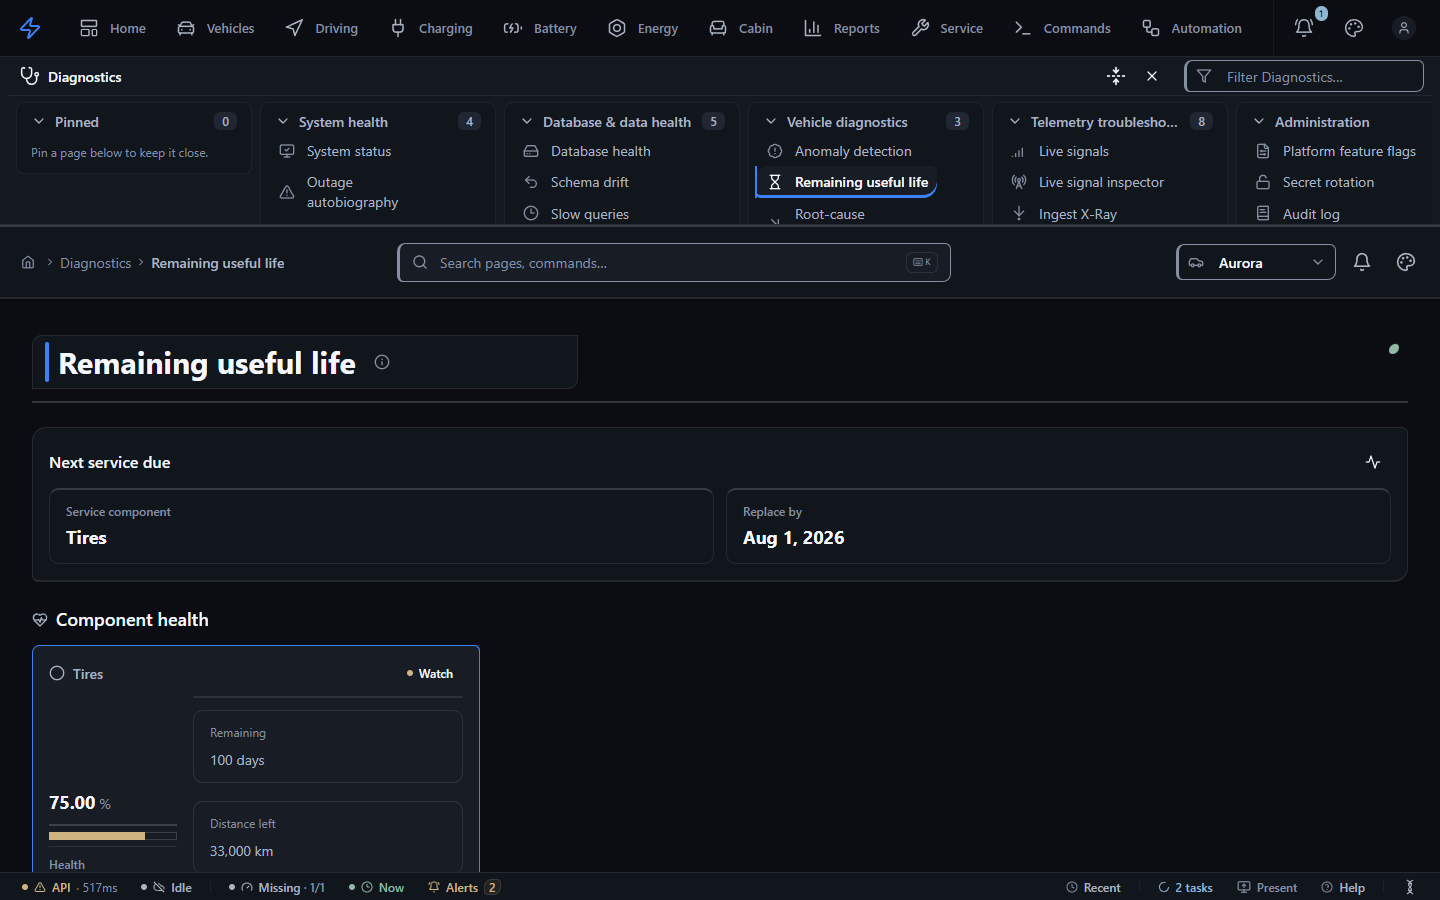 Home
Vehicles
Driving
Charging
Battery
Energy
Cabin
Reports
Service
Commands
Automation
1
Diagnostics
Filter Diagnostics...
Pinned 0
Pin a page below to keep it close.
System health 4
System status
Outage
autobiography
Database & data health 5
Database health
Schema drift
Slow queries
Vehicle diagnostics 3
Anomaly detection
Remaining useful life
Root-cause
Telemetry troublesho... 8
Live signals
Live signal inspector
Ingest X-Ray
Administration
Platform feature flags
Secret rotation
Audit log
Diagnostics
Remaining useful life
Search pages, commands...
K
Aurora
Remaining useful life
Next service due
Service component
Tires
Replace by
Aug 1, 2026
Component health
Tires
Watch
Remaining
100 days
75.00 %
Health
Distance left
33,000 km
API · 517ms
Idle
Missing · 1/1
Now
Alerts 2
Recent
2 tasks
Present
Help